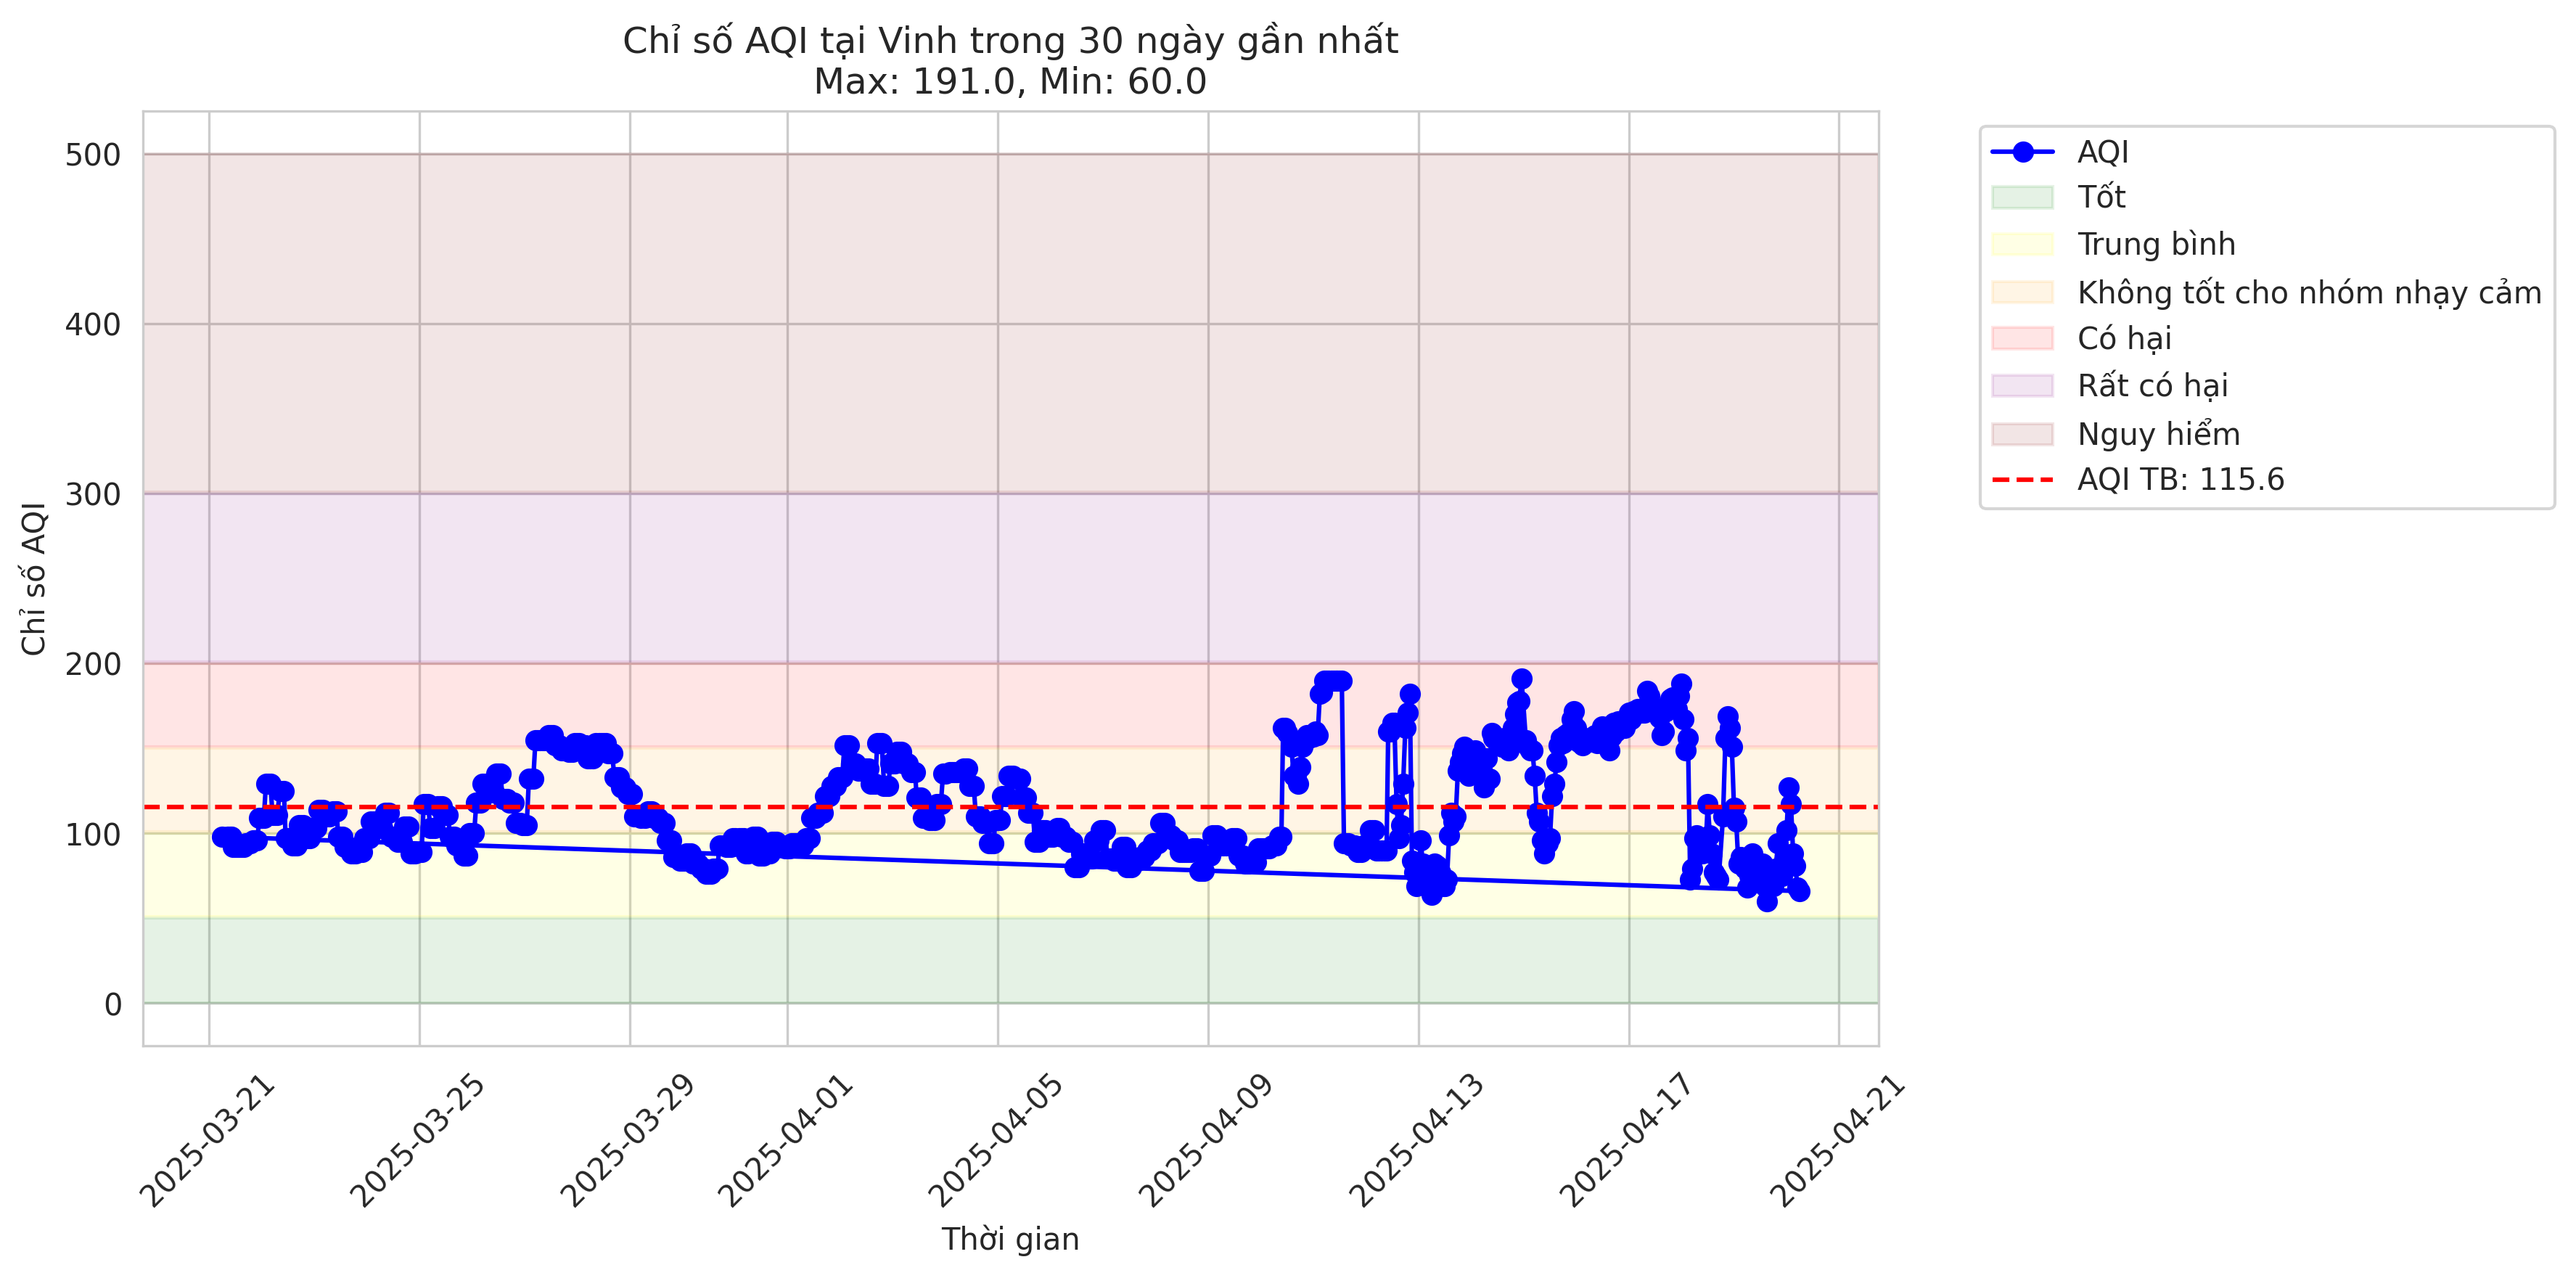 Chỉ số AQI tại Vinh trong 30 ngày gần nhất
Max: 191.0, Min: 60.0
Chỉ số AQI
500
400
300
200
100
0
2025-03-21
2025-03-25
2025-03-29
2025-04-01
2025-04-05
2025-04-09
2025-04-13
2025-04-17
2025-04-21
Thời gian
AQI
Tốt
Trung bình
Không tốt cho nhóm nhạy cảm
Có hại
Rất có hại
Nguy hiểm
AQI TB: 115.6